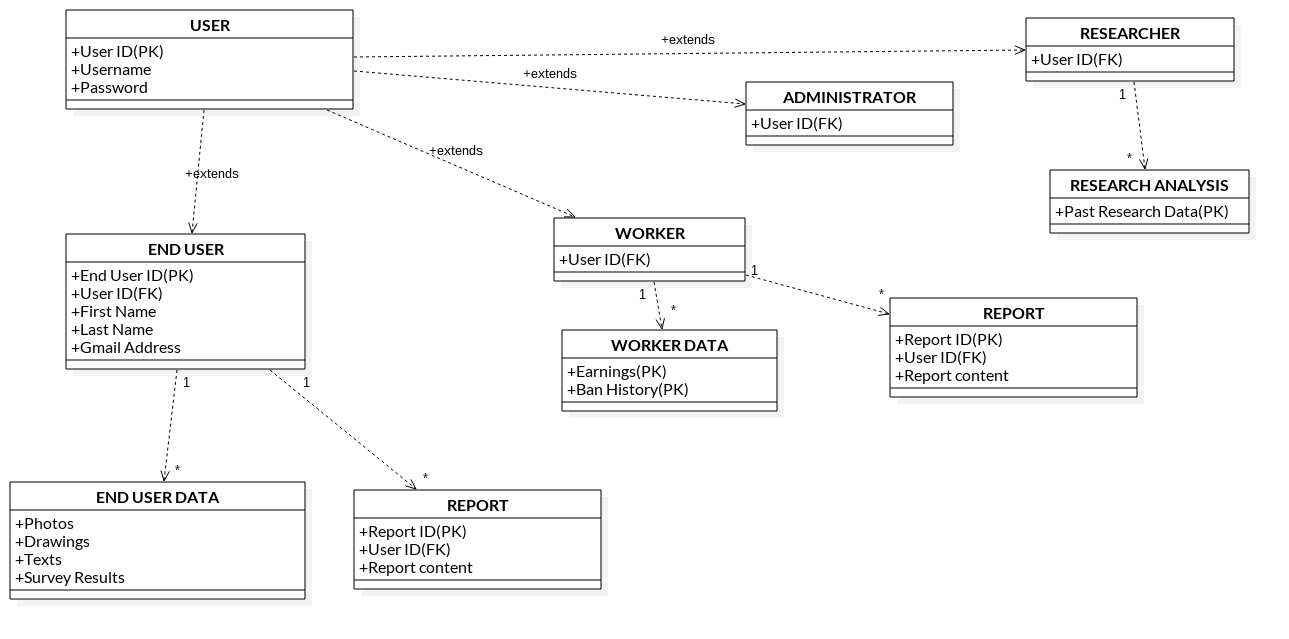 USER
+User ID(PK)
+Username
+Password
+extends
+extends
+extends
+extends
RESEARCHER
+User ID(FK)
1
*
ADMINISTRATOR
+User ID(FK)
RESEARCH ANALYSIS
+Past Research Data(PK)
END USER
+End User ID(PK)
+User ID(FK)
+First Name
+Last Name
+Gmail Address
1
1
*
*
WORKER
+User ID(FK)
1
*
1
*
WORKER DATA
+Earnings(PK)
+Ban History(PK)
REPORT
+Report ID(PK)
+User ID(FK)
+Report content
END USER DATA
+Photos
+Drawings
+Texts
+Survey Results
REPORT
+Report ID(PK)
+User ID(FK)
+Report content